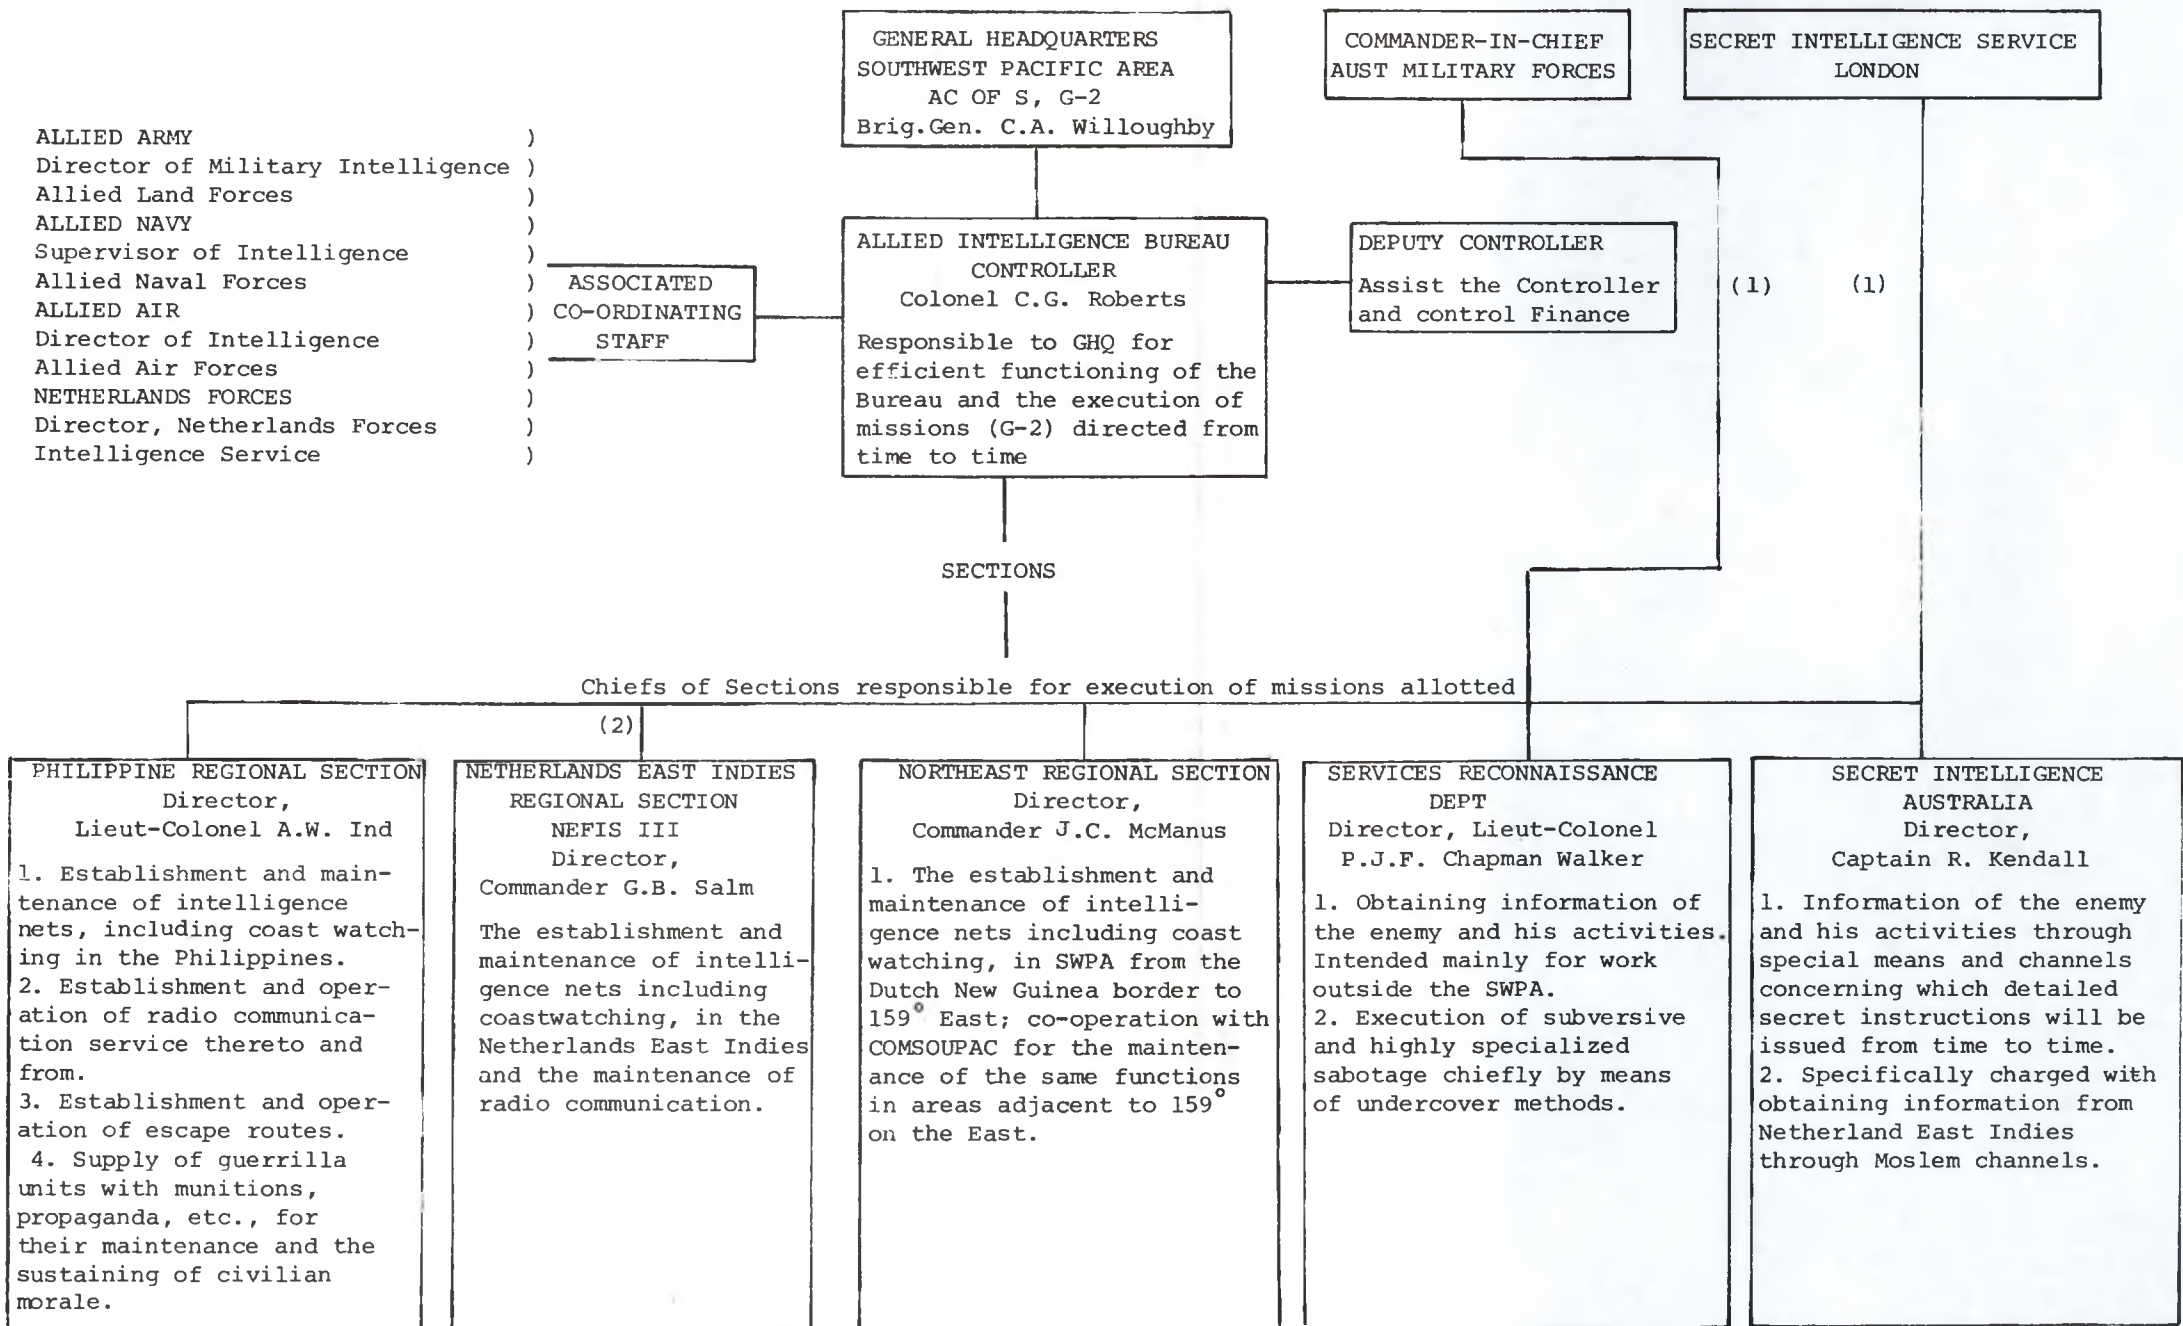 GENERAL HEADQUARTERS
SOUTHWEST PACIFIC AREA
AC OF S, G-2
Brig.Gen. C.A. Willoughby
COMMANDER-IN-CHIEF
AUST MILITARY FORCES
SECRET INTELLIGENCE SERVICE
LONDON
ALLIED ARMY )
Director of Military Intelligence )
Allied Land Forces )
ALLIED NAVY )
Supervisor of Intelligence )
Allied Naval Forces )
ALLIED AIR )
Director of Intelligence )
Allied Air Forces )
NETHERLANDS FORCES )
Director, Netherlands Forces )
Intelligence Service )
ASSOCIATED
CO-ORDINATING
STAFF
ALLIED INTELLIGENCE BUREAU
CONTROLLER
Colonel C.G. Roberts
Responsible to GHQ for
efficient functioning of the
Bureau and the execution of
missions (G-2) directed from
time to time
DEPUTY CONTROLLER
Assist the Controller
and control Finance
(1)
(1)
SECTIONS
Chiefs of Sections responsible for execution of missions allotted
(2)
PHILIPPINE REGIONAL SECTION
Director,
Lieut-Colonel A.W. Ind
1. Establishment and main-
tenance of intelligence
nets, including coast watch-
ing in the Philippines.
2. Establishment and oper-
ation of radio communica-
tion service thereto and
from.
3. Establishment and oper-
ation of escape routes.
4. Supply of guerrilla
units with munitions,
propaganda, etc., for
their maintenance and the
sustaining of civilian
morale.
NETHERLANDS EAST INDIES
REGIONAL SECTION
NEFIS III
Director,
Commander G.B. Salm
The establishment and
maintenance of intelli-
gence nets including
coastwatching, in the
Netherlands East Indies
and the maintenance of
radio communication.
NORTHEAST REGIONAL SECTION
Director,
Commander J.C. McManus
1. The establishment and
maintenance of intelli-
gence nets including coast
watching, in SWPA from the
Dutch New Guinea border to
159° East; co-operation with
COMSOUPAC for the mainten-
ance of the same functions
in areas adjacent to 159°
on the East.
SERVICES RECONNAISSANCE
DEPT
Director, Lieut-Colonel
P.J.F. Chapman Walker
1. Obtaining information of
the enemy and his activities.
Intended mainly for work
outside the SWPA.
2. Execution of subversive
and highly specialized
sabotage chiefly by means
of undercover methods.
SECRET INTELLIGENCE
AUSTRALIA
Director,
Captain R. Kendall
1. Information of the enemy
and his activities through
special means and channels
concerning which detailed
secret instructions will be
issued from time to time.
2. Specifically charged with
obtaining information from
Netherland East Indies
through Moslem channels.